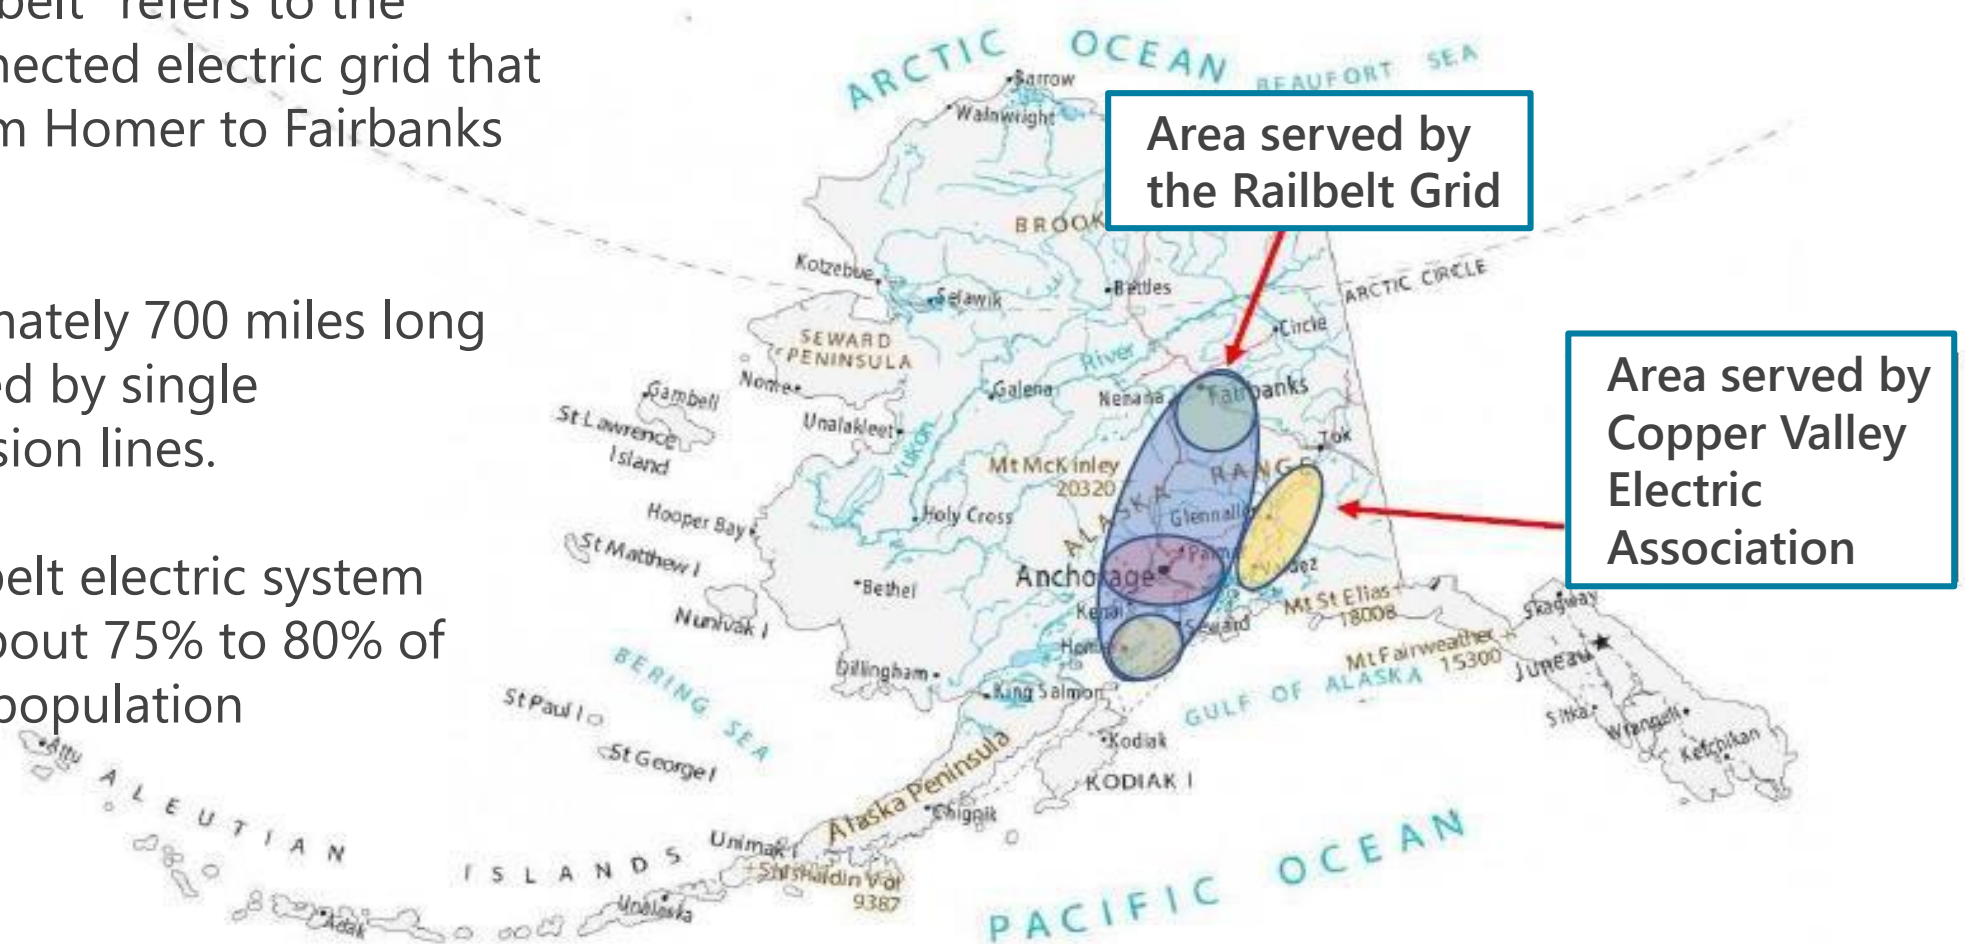 belt" refers to the
nected electric grid that
m Homer to Fairbanks
nately 700 miles long
ed by single
sion lines.
belt electric system
bout 75% to 80% of
population
ARCTIC OCEAN
BEAUFORT SEA
Barrow
Wainwright
Area served by
the Railbelt Grid
BROOK
Kotzebue
Selawik
Bettles
ARCTIC CIRCLE
Circle
SEWARD
PENINSULA
River
Nome
Galena
Nenana
Fairbanks
Gambell
St Lawrence
Island
Unalakleet
Yukon
Tok
Area served by
Copper Valley
Electric
Association
Mt McKinley
20320
ALASKA RANGE
Hooper Bay
Holy Cross
Glennallen
St Matthew I
Bethel
Anchorage
Palmer
Valdez
Nunivak I
Kenai
Seward
Mt St Elias
18008
Skagway
Homer
Mt Fairweather
15300
Juneau
BERING SEA
Dillingham
King Salmon
GULF OF ALASKA
St Paul I
Sitka
Wrangell
St George I
Kodiak
Ketchikan
KODIAK I
Attu
ALEUTIAN
ISLANDS
Alaska Peninsula
Chignik
Unimak I
Shishaldin Vol
9387
Unalaska
Adak
PACIFIC OCEAN